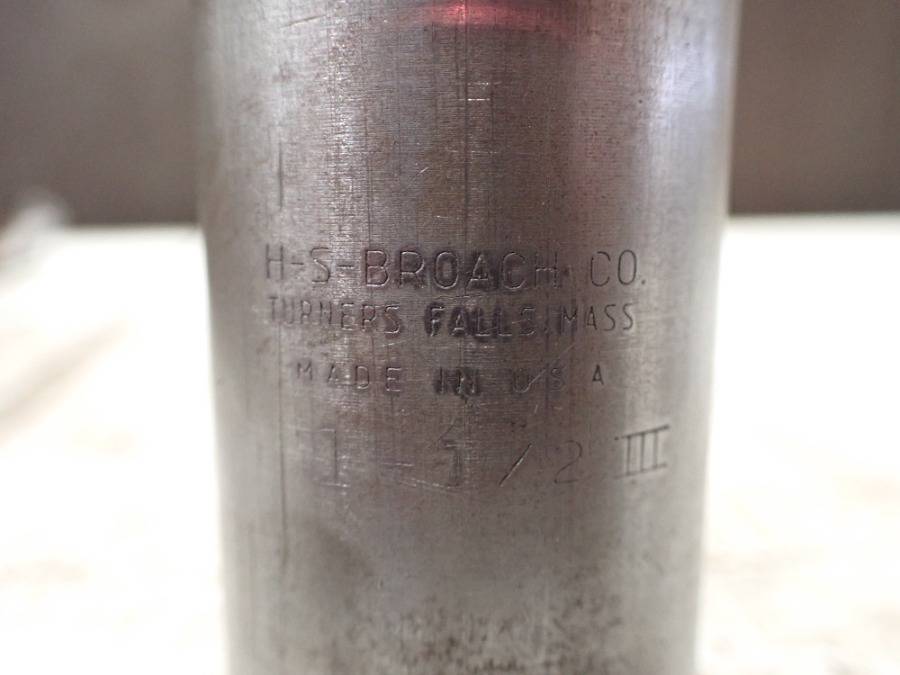 H-S-BROACH CO.
TURNERS FALLS, MASS
MADE IN U S A
1-1/2 III